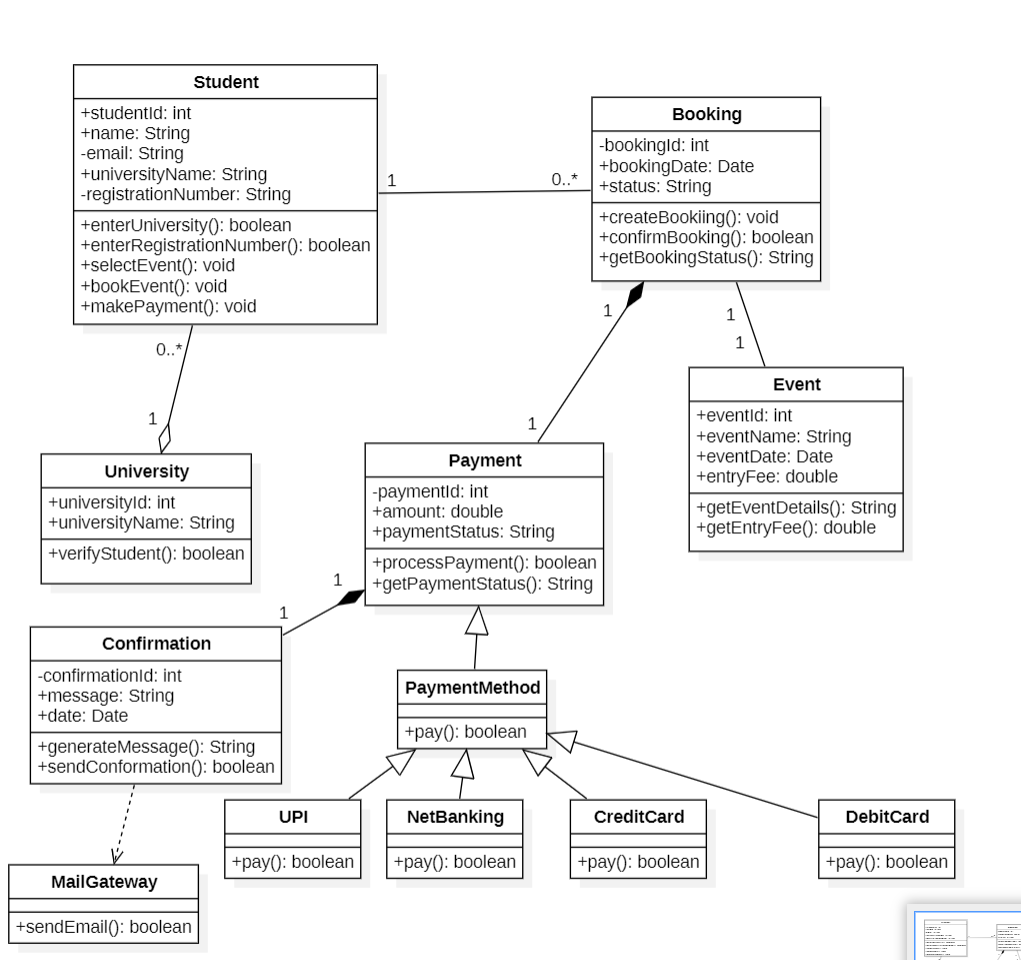 Student
+studentId: int
+name: String
-email: String
+universityName: String
-registrationNumber: String
+enterUniversity(): boolean
+enterRegistrationNumber(): boolean
+selectEvent(): void
+bookEvent(): void
+makePayment(): void
1
0..*
Booking
-bookingId: int
+bookingDate: Date
+status: String
+createBookiing(): void
+confirmBooking(): boolean
+getBookingStatus(): String
0..*
1
1
1
1
1
University
+universityId: int
+universityName: String
+verifyStudent(): boolean
Payment
-paymentId: int
+amount: double
+paymentStatus: String
+processPayment(): boolean
+getPaymentStatus(): String
Event
+eventId: int
+eventName: String
+eventDate: Date
+entryFee: double
+getEventDetails(): String
+getEntryFee(): double
1
1
Confirmation
-confirmationId: int
+message: String
+date: Date
+generateMessage(): String
+sendConformation(): boolean
PaymentMethod
+pay(): boolean
UPI
+pay(): boolean
NetBanking
+pay(): boolean
CreditCard
+pay(): boolean
DebitCard
+pay(): boolean
MailGateway
+sendEmail(): boolean